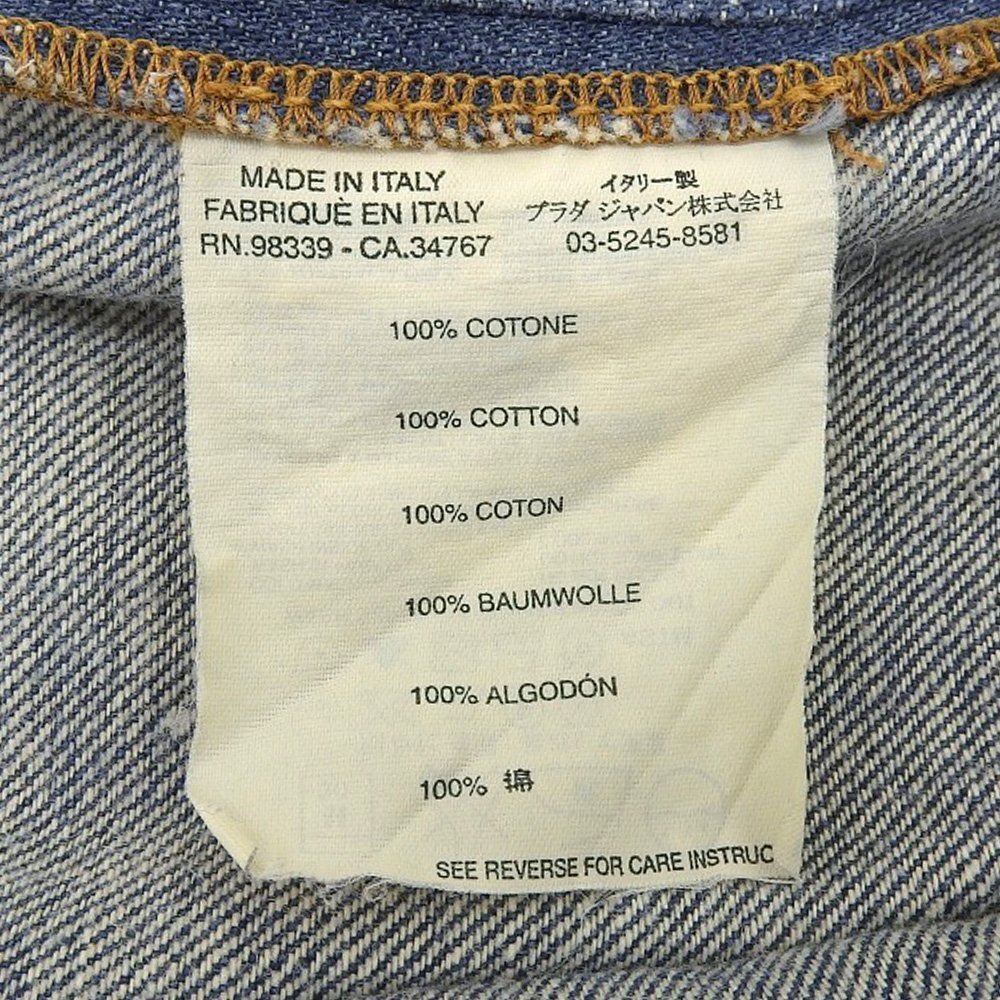 MADE IN ITALY
FABRIQUÈ EN ITALY
RN.98339 - CA.34767
イタリー製
プラダ ジャパン株式会社
03-5245-8581
100% COTONE
100% COTTON
100% COTON
100% BAUMWOLLE
100% ALGODÓN
100% 綿
SEE REVERSE FOR CARE INSTRUC